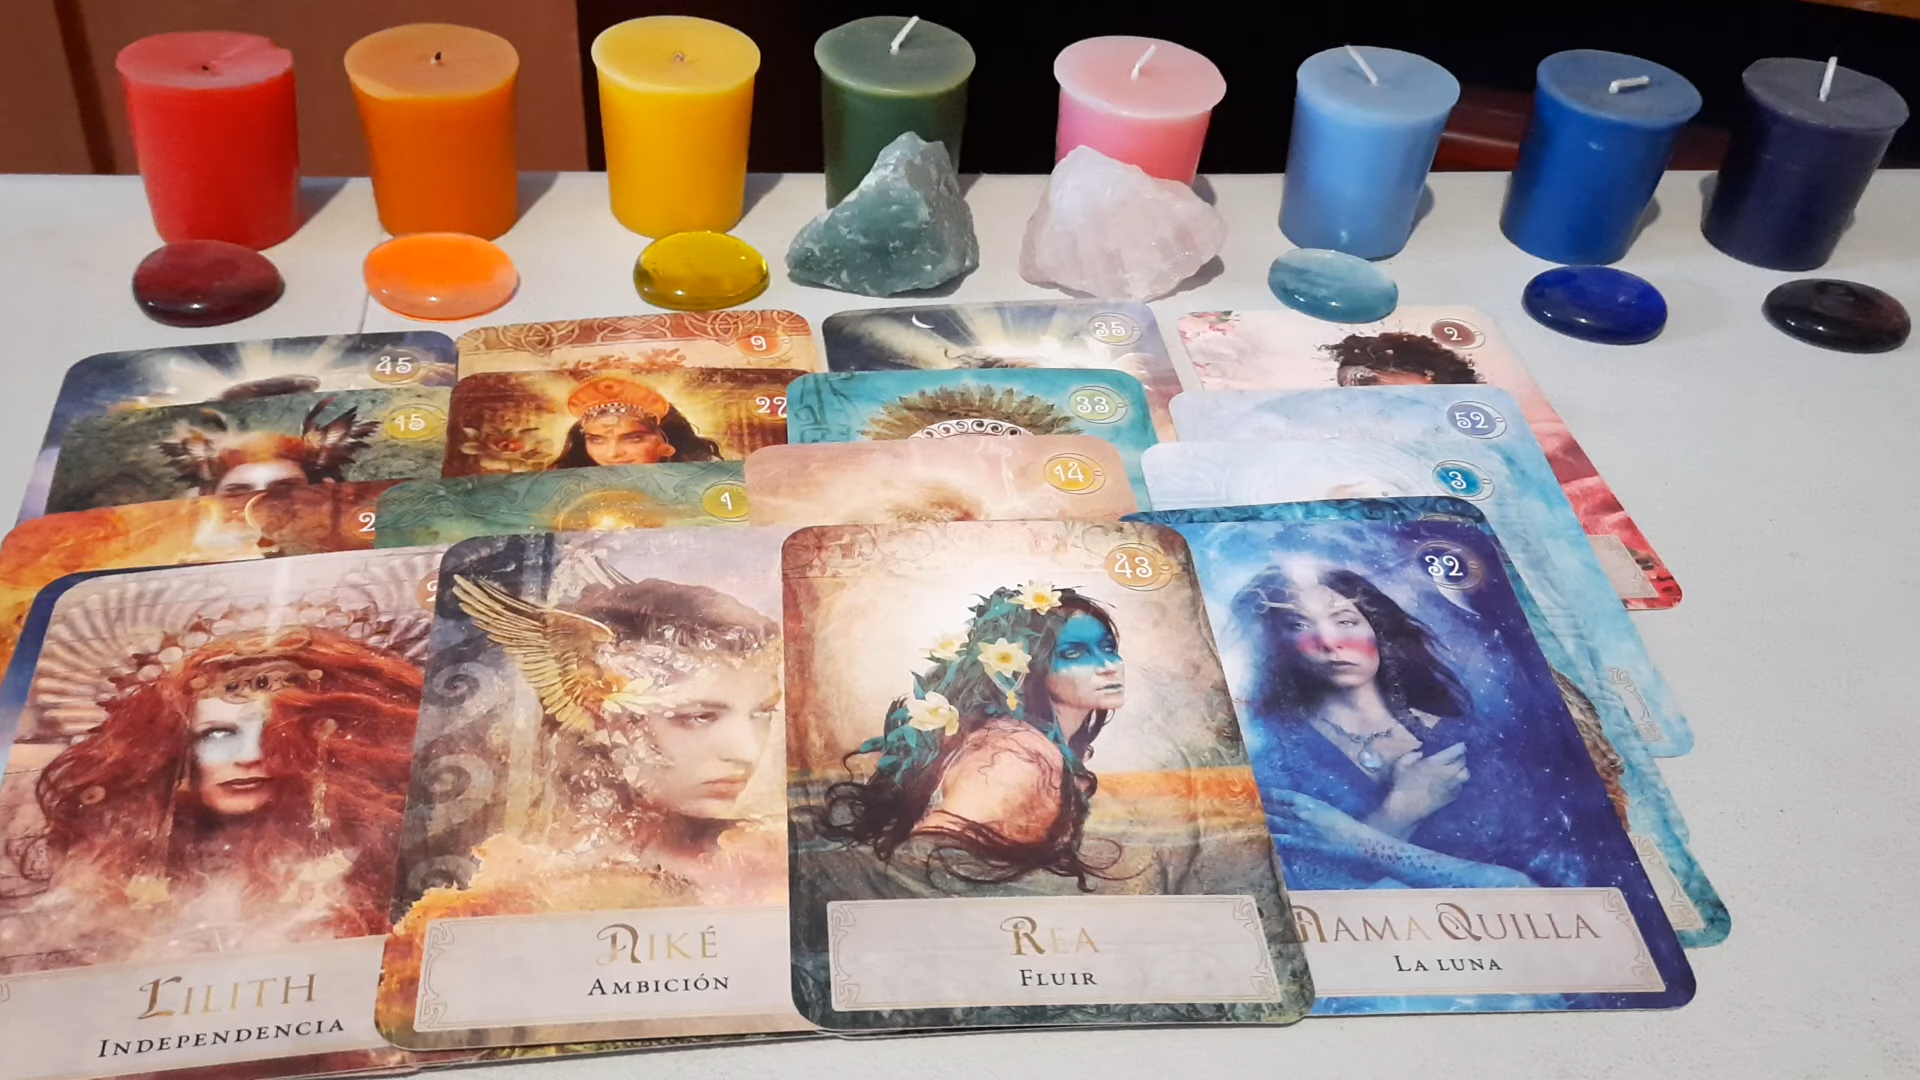 45
9
35
2
15
27
33
52
14
3
1
43
32
LILITH
INDEPENDENCIA
NIKÉ
AMBICIÓN
REA
FLUIR
MAMA QUILLA
LA LUNA